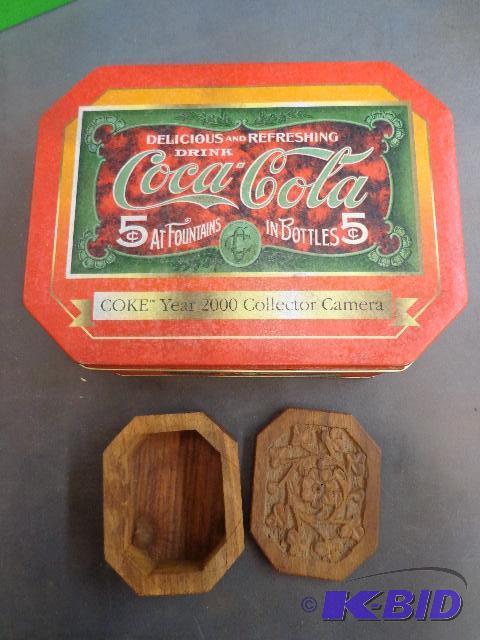 DELICIOUS AND REFRESHING
DRINK
Coca-Cola
5¢ AT FOUNTAINS IN BOTTLES 5¢
COKE™ Year 2000 Collector Camera
© K-BID